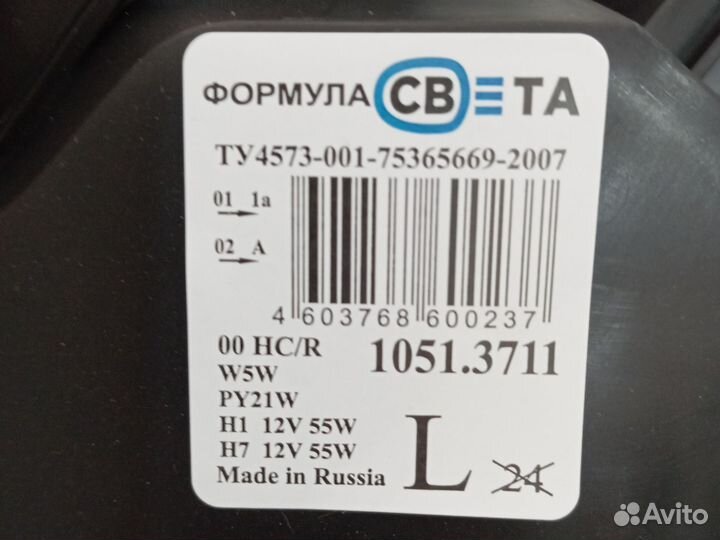 ФОРМУЛА СВЕТА
ТУ4573-001-75365669-2007
01 1a
02 A
4 603768 600237
00 HC/R
1051.3711
W5W
PY21W
H1 12V 55W
H7 12V 55W
Made in Russia
L
24
Avito